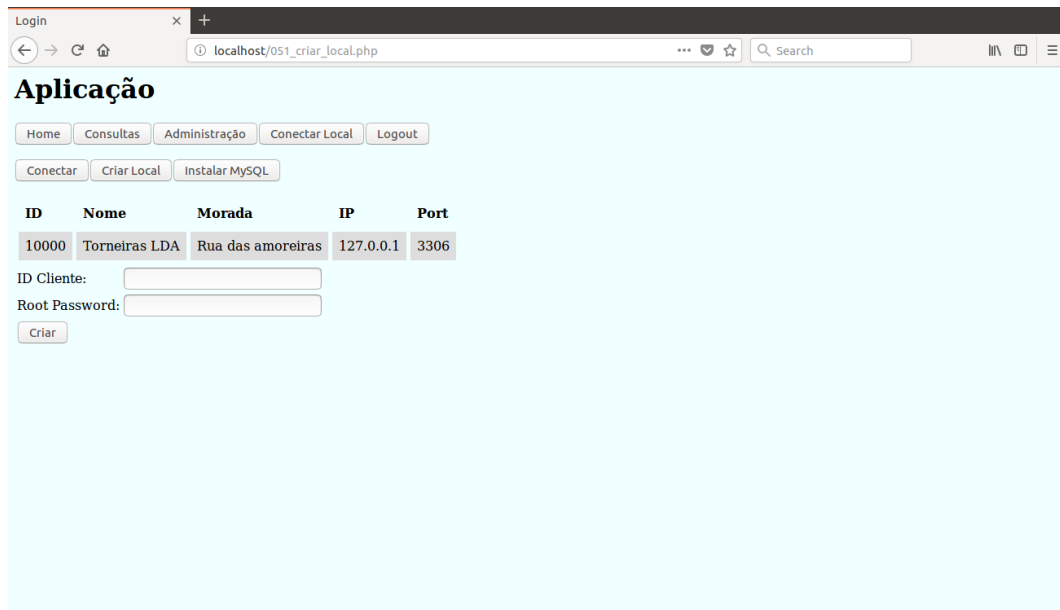 Login
localhost/051_criar_local.php Search
Aplicação
Home Consultas Administração Conectar Local Logout
Conectar Criar Local Instalar MySQL
ID Nome Morada IP Port
10000 Torneiras LDA Rua das amoreiras 127.0.0.1 3306
ID Cliente:
Root Password:
Criar